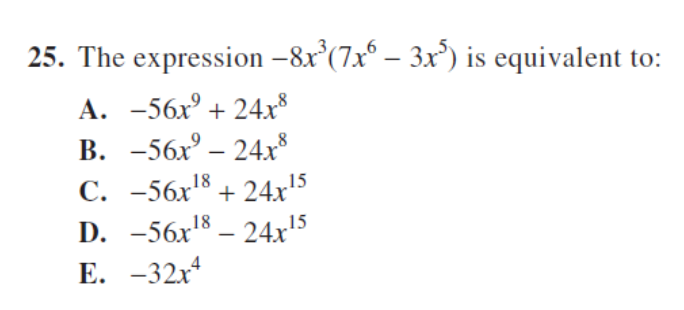 25. The expression –8x³(7x⁶ – 3x⁵) is equivalent to:
A. –56x⁹ + 24x⁸
B. –56x⁹ – 24x⁸
C. –56x¹⁸ + 24x¹⁵
D. –56x¹⁸ – 24x¹⁵
E. –32x⁴